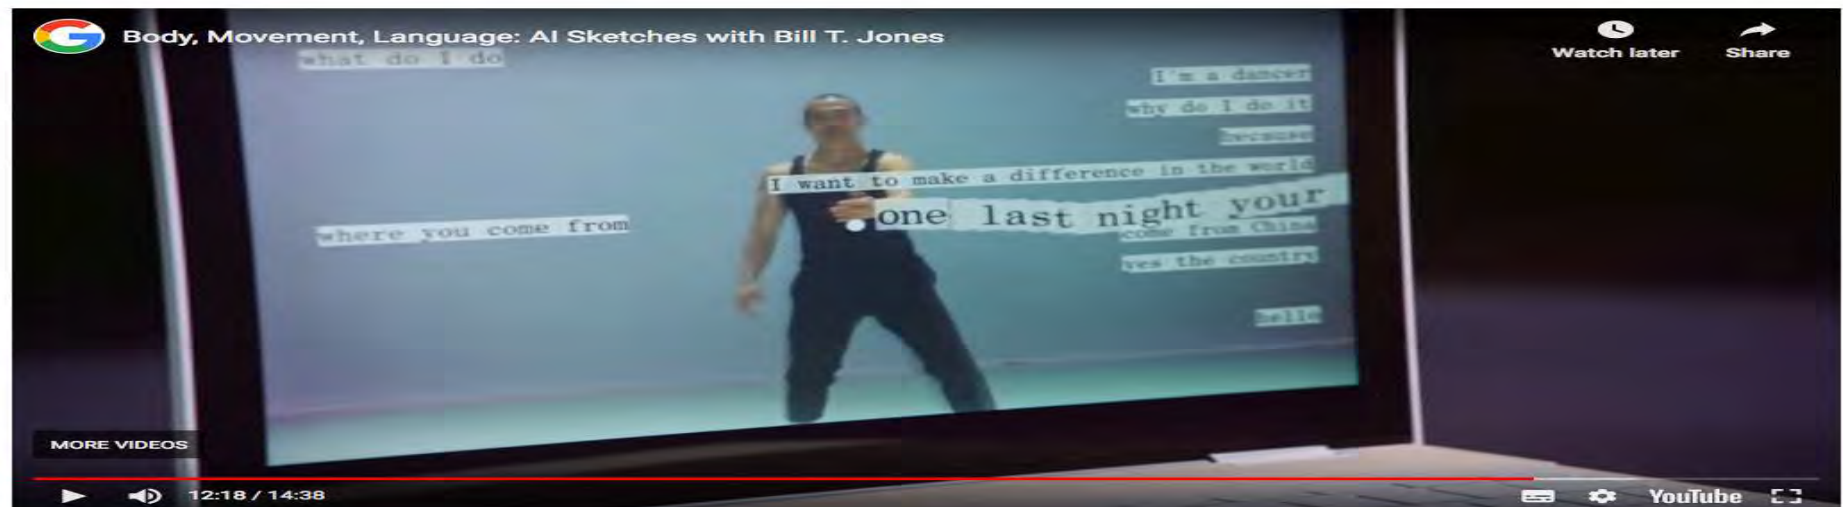 Body, Movement, Language: AI Sketches with Bill T. Jones
Watch later
Share
what do I do
I'm a dancer
why do I do it
because
I want to make a difference in the world
one last night your
where you come from
come from China
yes the country
hello
MORE VIDEOS
12:18 / 14:38
YouTube